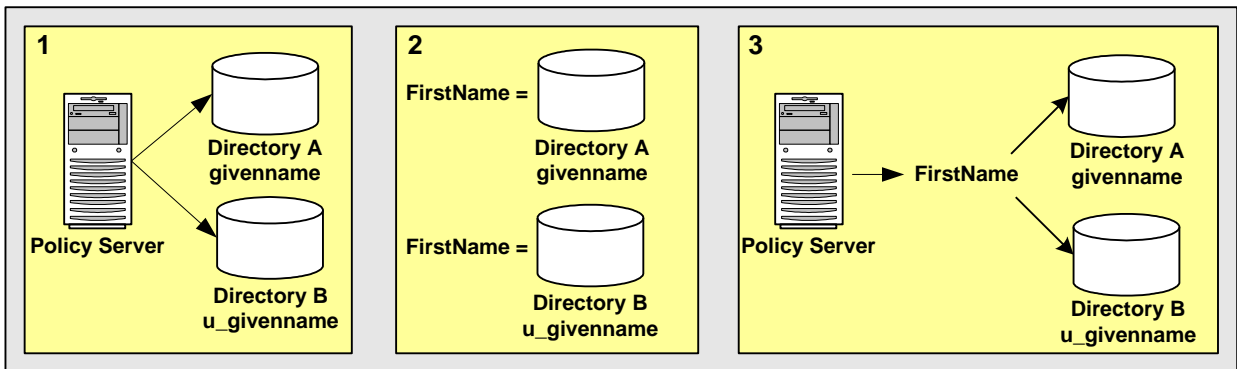 1
Directory A
givenname
Policy Server
Directory B
u_givenname
2
FirstName =
Directory A
givenname
FirstName =
Directory B
u_givenname
3
Directory A
givenname
FirstName
Policy Server
Directory B
u_givenname